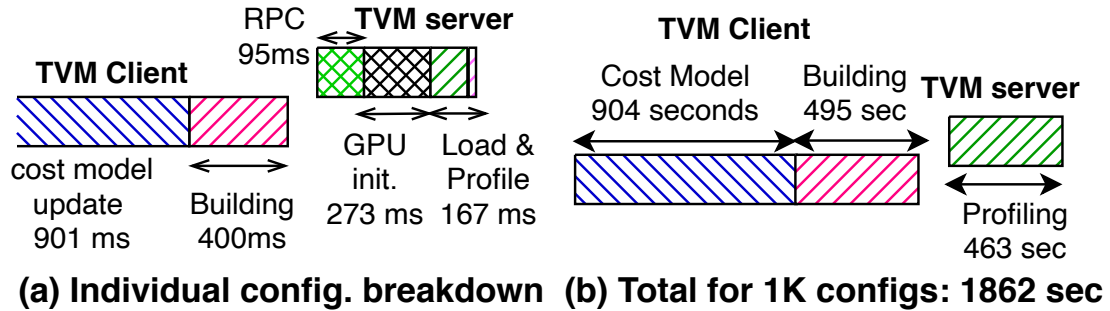 RPC
95ms
TVM server
TVM Client
cost model
update
901 ms
Building
400ms
GPU
init.
273 ms
Load &
Profile
167 ms
(a) Individual config. breakdown
TVM Client
Cost Model
904 seconds
Building
495 sec
TVM server
Profiling
463 sec
(b) Total for 1K configs: 1862 sec